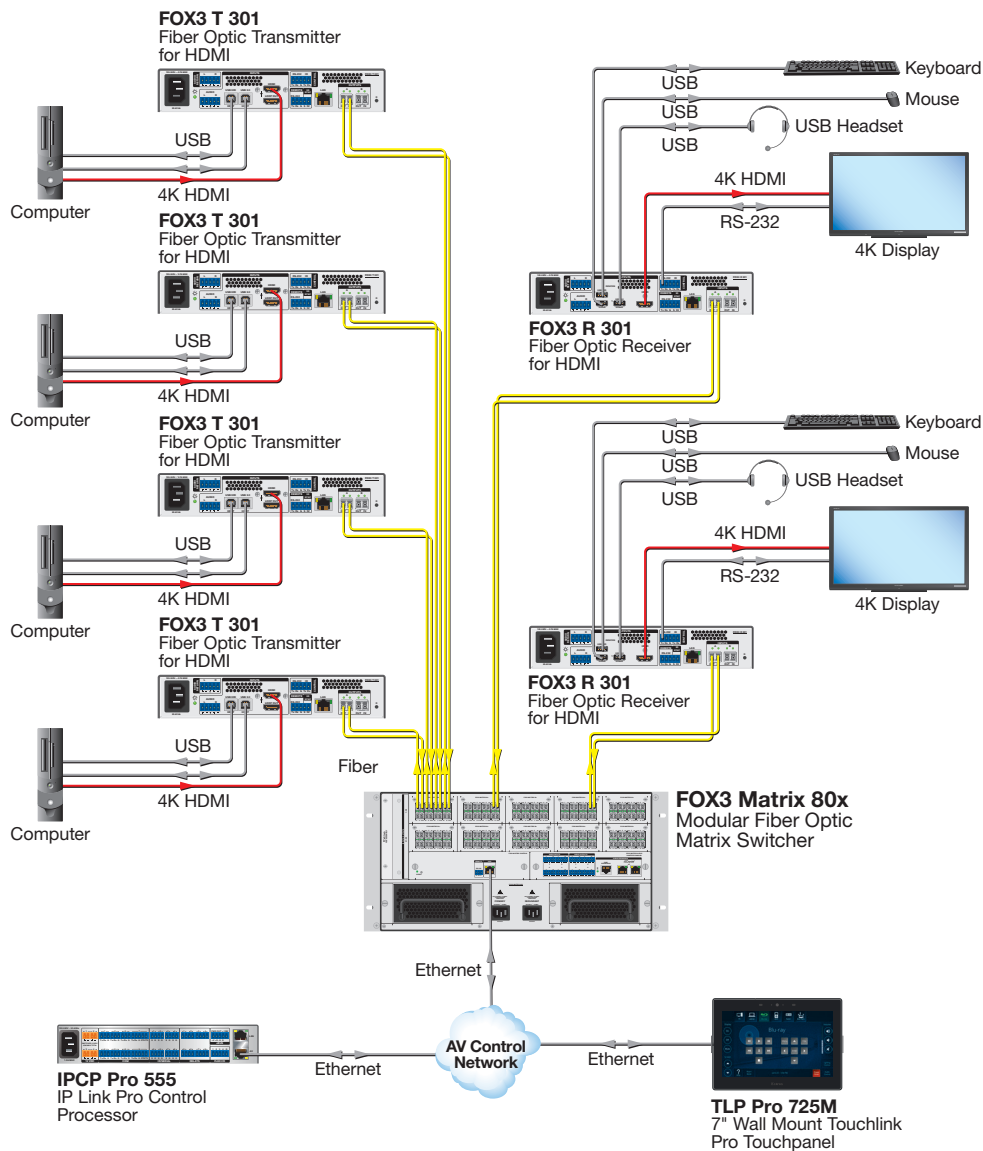 FOX3 T 301
Fiber Optic Transmitter
for HDMI
USB
4K HDMI
Computer
FOX3 T 301
Fiber Optic Transmitter
for HDMI
USB
4K HDMI
Computer
FOX3 T 301
Fiber Optic Transmitter
for HDMI
USB
4K HDMI
Computer
FOX3 T 301
Fiber Optic Transmitter
for HDMI
USB
4K HDMI
Computer
Fiber
USB
Keyboard
USB
Mouse
USB
USB Headset
4K HDMI
RS-232
4K Display
FOX3 R 301
Fiber Optic Receiver
for HDMI
USB
Keyboard
USB
Mouse
USB
USB Headset
4K HDMI
RS-232
4K Display
FOX3 R 301
Fiber Optic Receiver
for HDMI
FOX3 Matrix 80x
Modular Fiber Optic
Matrix Switcher
Ethernet
AV Control
Network
Ethernet
Ethernet
IPCP Pro 555
IP Link Pro Control
Processor
Blu-ray
TLP Pro 725M
7" Wall Mount Touchlink
Pro Touchpanel